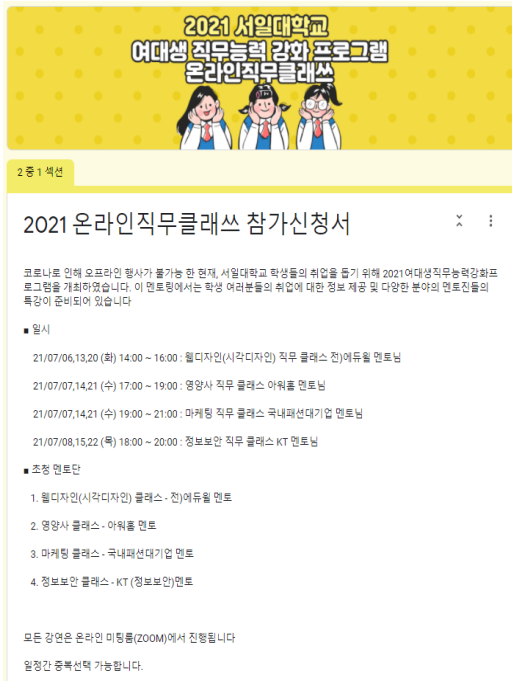 2021 서일대학교
여대생 직무능력 강화 프로그램
온라인직무클래쓰
2 중 1 섹션
2021 온라인직무클래쓰 참가신청서
코로나로 인해 오프라인 행사가 불가능 한 현재, 서일대학교 학생들의 취업을 돕기 위해 2021여대생직무능력강화프
로그램을 개최하였습니다. 이 멘토링에서는 학생 여러분들의 취업에 대한 정보 제공 및 다양한 분야의 멘토진들의
특강이 준비되어 있습니다
■ 일시
21/07/06,13,20 (화) 14:00 ~ 16:00 : 웰디자인(시각디자인) 직무 클래스 전)에듀윌 멘토님
21/07/07,14,21 (수) 17:00 ~ 19:00 : 영양사 직무 클래스 아워홈 멘토님
21/07/07,14,21 (수) 19:00 ~ 21:00 : 마케팅 직무 클래스 국내패션대기업 멘토님
21/07/08,15,22 (목) 18:00 ~ 20:00 : 정보보안 직무 클래스 KT 멘토님
■ 초청 멘토단
1. 웰디자인(시각디자인) 클래스 - 전)에듀윌 멘토
2. 영양사 클래스 - 아워홈 멘토
3. 마케팅 클래스 - 국내패션대기업 멘토
4. 정보보안 클래스 - KT (정보보안)멘토
모든 강연은 온라인 미팅룸(ZOOM)에서 진행됩니다
일정간 중복선택 가능합니다.